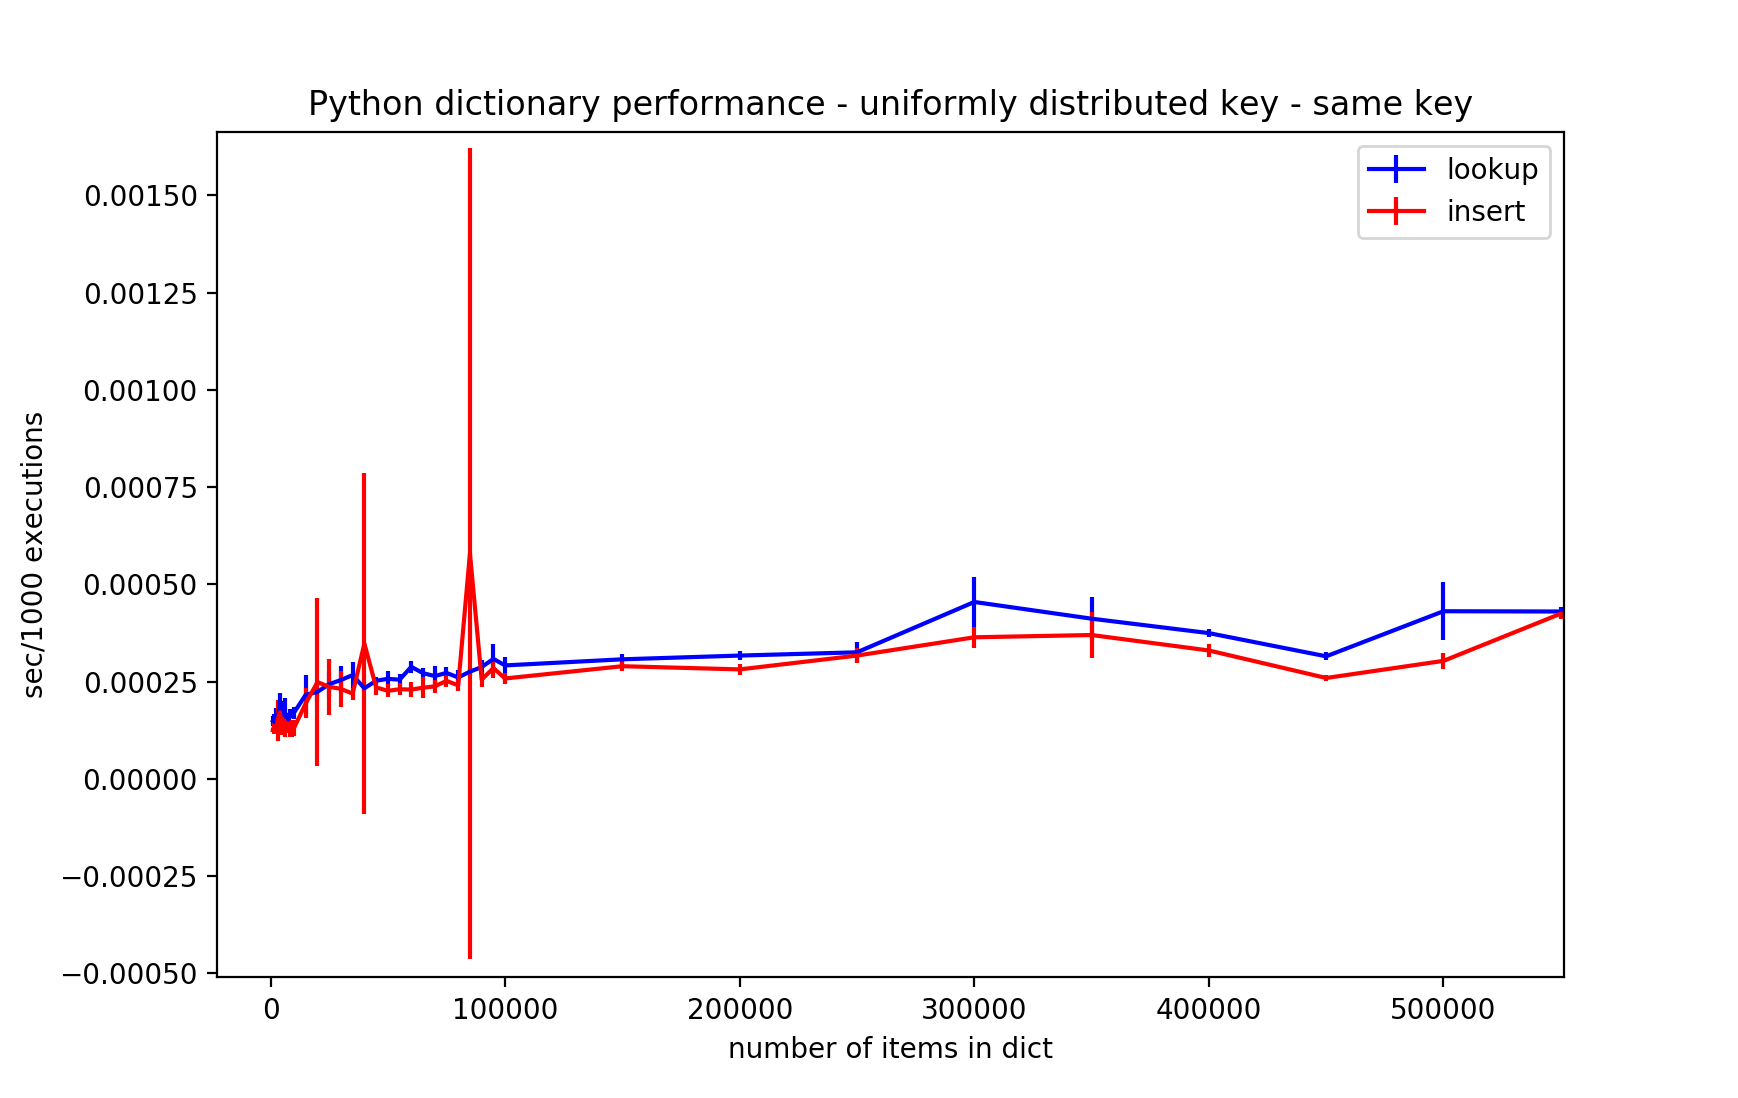 Python dictionary performance - uniformly distributed key - same key
lookup
insert
0.00150
0.00125
0.00100
0.00075
0.00050
0.00025
0.00000
−0.00025
−0.00050
sec/1000 executions
0 100000 200000 300000 400000 500000
number of items in dict